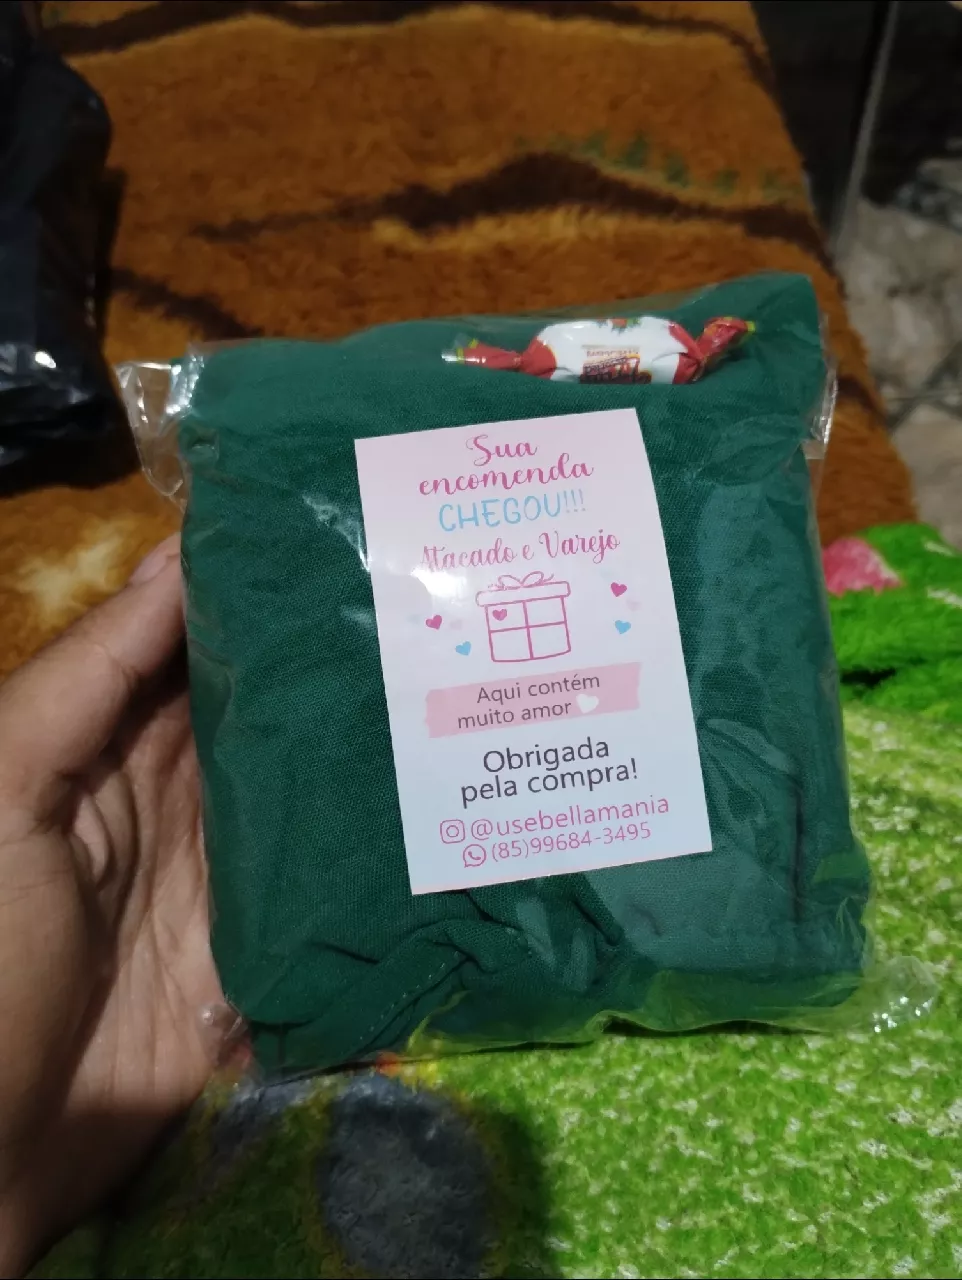 Sua
encomenda
CHEGOU!!!
Atacado e Varejo
Aqui contém
muito amor
Obrigada
pela compra!
@usebellamania
(85)99684-3495